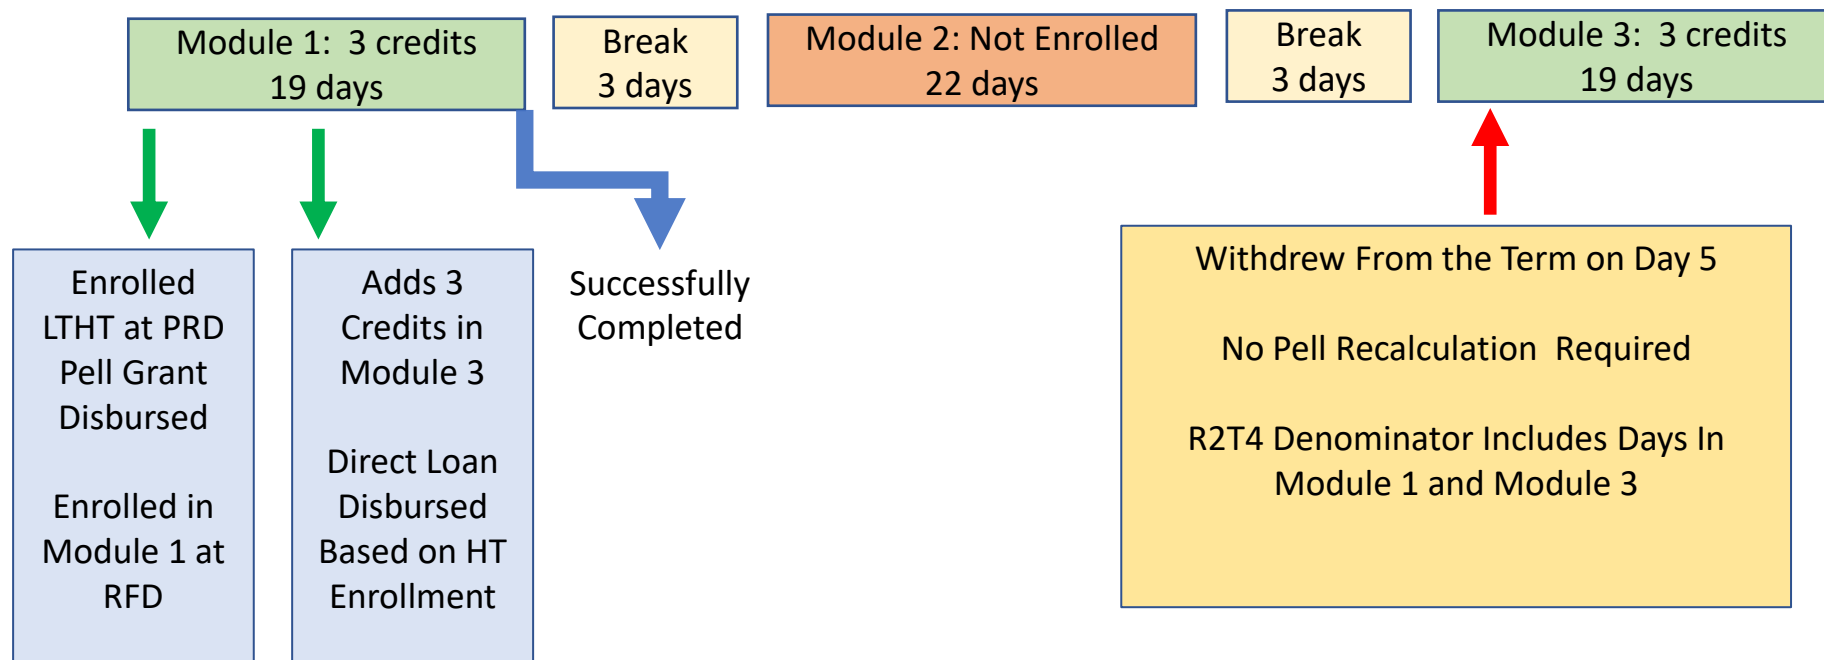 Module 1:  3 credits
19 days
Break
3 days
Module 2: Not Enrolled
22 days
Break
3 days
Module 3:  3 credits
19 days
Enrolled
LTHT at PRD
Pell Grant
Disbursed
Enrolled in
Module 1 at
RFD
Adds 3
Credits in
Module 3
Direct Loan
Disbursed
Based on HT
Enrollment
Successfully
Completed
Withdrew From the Term on Day 5
No Pell Recalculation  Required
R2T4 Denominator Includes Days In
Module 1 and Module 3